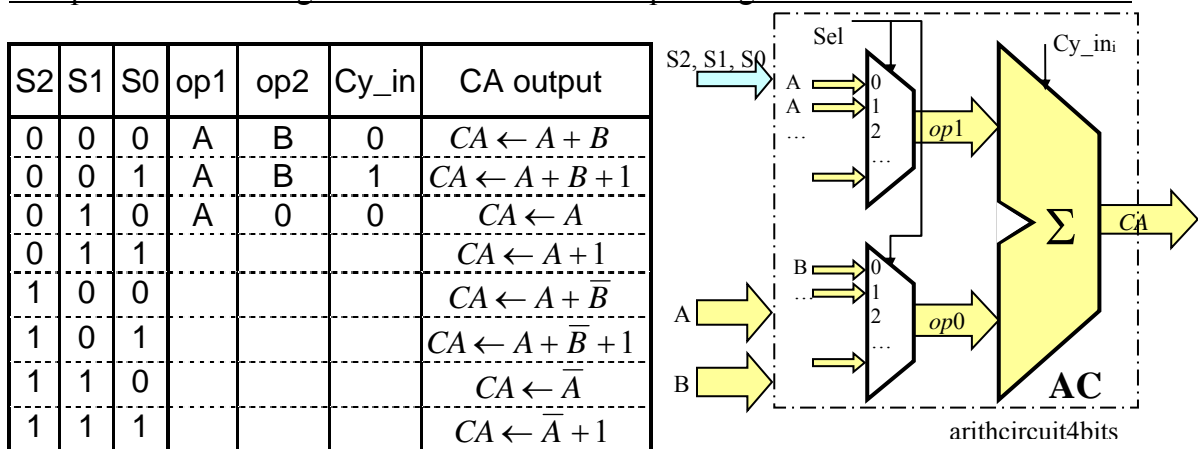 S2 S1 S0 op1 op2 Cy_in CA output
0 0 0 A B 0 CA ← A + B
0 0 1 A B 1 CA ← A + B + 1
0 1 0 A 0 0 CA ← A
0 1 1 CA ← A + 1
1 0 0 CA ← A + B̅
1 0 1 CA ← A + B̅ + 1
1 1 0 CA ← A̅
1 1 1 CA ← A̅ + 1
Sel
Cy_inᵢ
S2, S1, S0
A 0
A 1
… 2
…
op1
Σ
CA
B 0
… 1
2
…
op0
A
B
AC
arithcircuit4bits